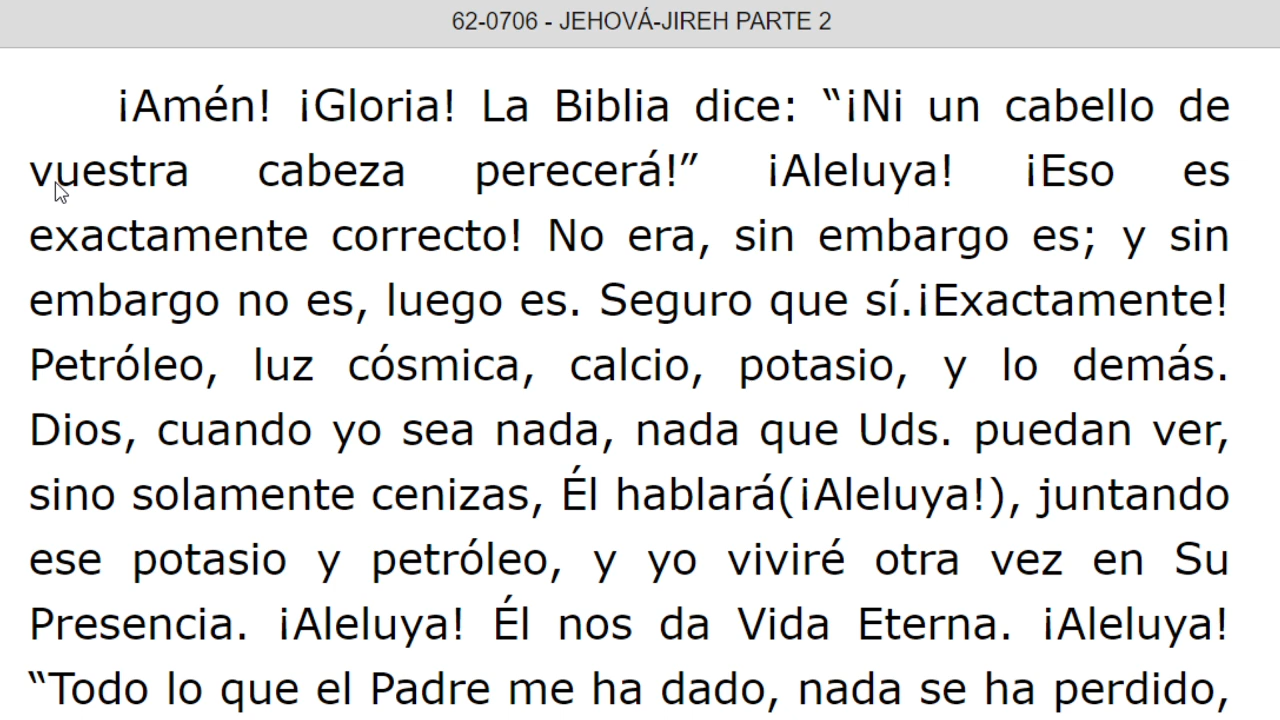 62-0706 - JEHOVÁ-JIREH PARTE 2
¡Amén! ¡Gloria! La Biblia dice: “¡Ni un cabello de
vuestra cabeza perecerá!” ¡Aleluya! ¡Eso es
exactamente correcto! No era, sin embargo es; y sin
embargo no es, luego es. Seguro que sí.¡Exactamente!
Petróleo, luz cósmica, calcio, potasio, y lo demás.
Dios, cuando yo sea nada, nada que Uds. puedan ver,
sino solamente cenizas, Él hablará(¡Aleluya!), juntando
ese potasio y petróleo, y yo viviré otra vez en Su
Presencia. ¡Aleluya! Él nos da Vida Eterna. ¡Aleluya!
“Todo lo que el Padre me ha dado, nada se ha perdido,